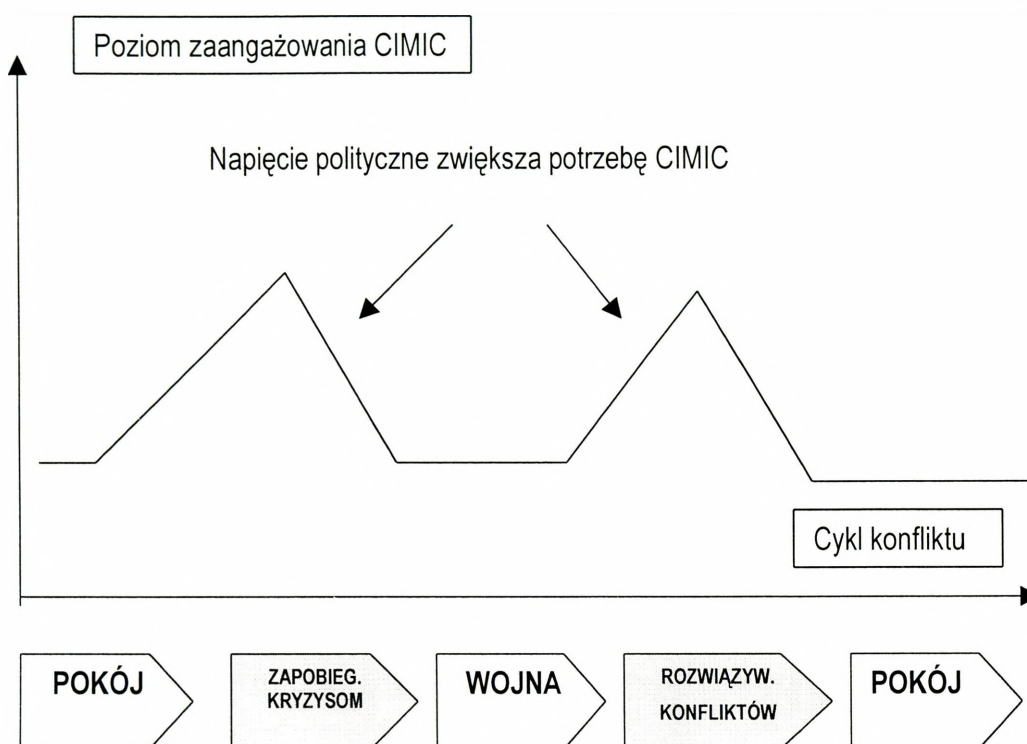 Poziom zaangażowania CIMIC
Napięcie polityczne zwiększa potrzebę CIMIC
Cykl konfliktu
POKÓJ
ZAPOBIEG.
KRYZYSOM
WOJNA
ROZWIĄZYW.
KONFLIKTÓW
POKÓJ